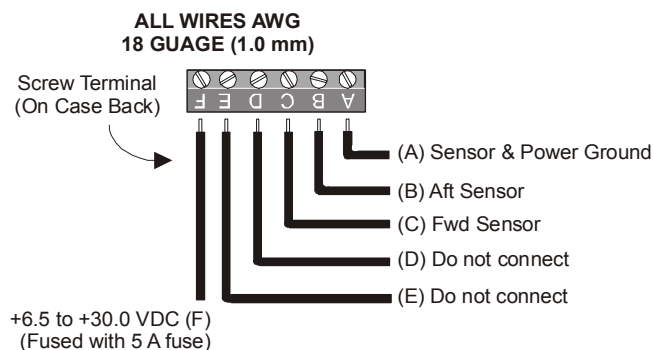 ALL WIRES AWG
18 GUAGE (1.0 mm)
Screw Terminal
(On Case Back)
F E D C B A
(A) Sensor & Power Ground
(B) Aft Sensor
(C) Fwd Sensor
(D) Do not connect
(E) Do not connect
+6.5 to +30.0 VDC (F)
(Fused with 5 A fuse)